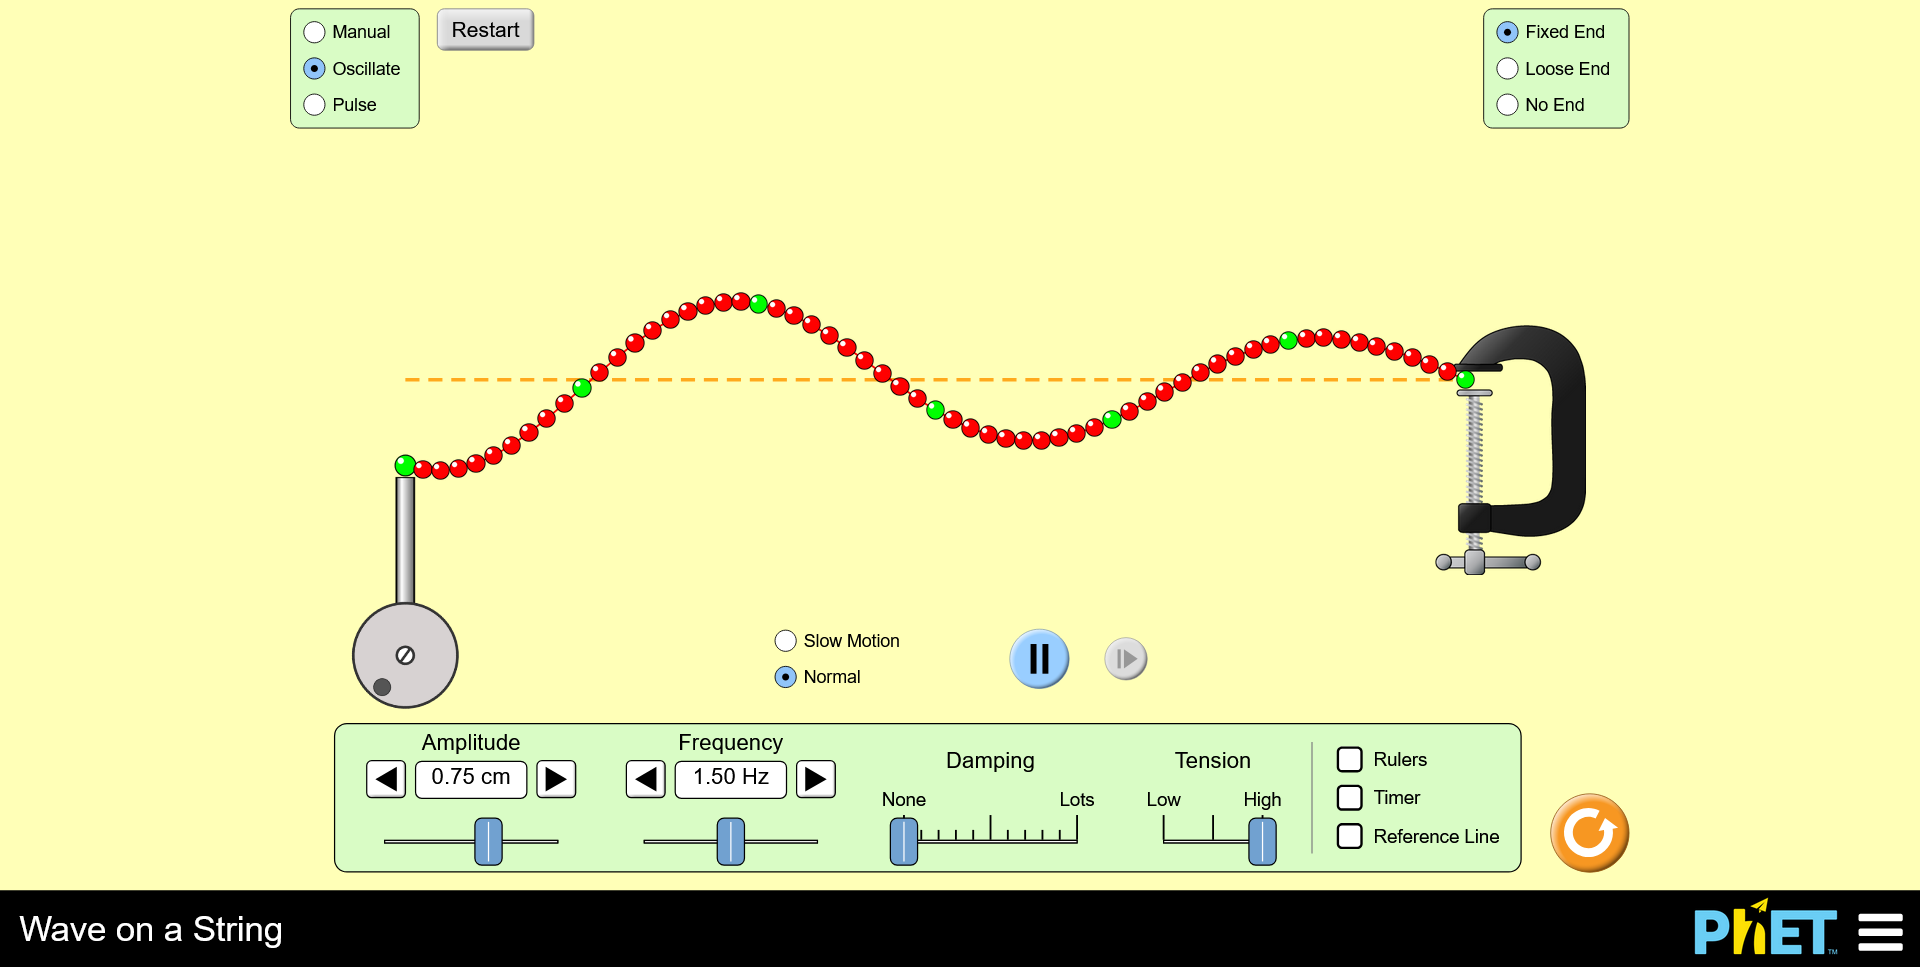 Manual
Oscillate
Pulse
Restart
Fixed End
Loose End
No End
Slow Motion
Normal
Amplitude
0.75 cm
Frequency
1.50 Hz
Damping
None
Lots
Tension
Low
High
Rulers
Timer
Reference Line
Wave on a String
PhET™